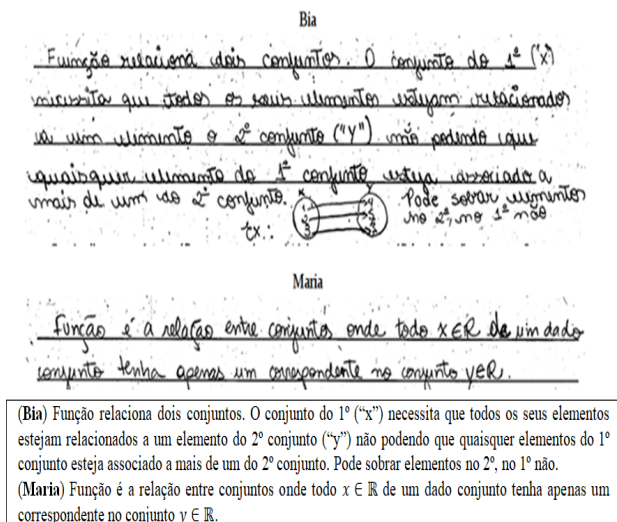 Bia
Função relaciona dois conjuntos. O conjunto do 1º ("x")
necessita que todos os seus elementos estejam relacionados
a um elemento o 2º conjunto ("y") não podendo que
quaisquer elemento do 1º conjunto esteja associado a
mais de um do 2º conjunto.
Ex.:
x
y
Pode sobrar elementos
no 2º, no 1º não
Maria
Função é a relação entre conjuntos onde todo x∈R de um dado
conjunto tenha apenas um correspondente no conjunto y∈R.
(Bia) Função relaciona dois conjuntos. O conjunto do 1º (“x”) necessita que todos os seus elementos
estejam relacionados a um elemento do 2º conjunto (“y”) não podendo que quaisquer elementos do 1º
conjunto esteja associado a mais de um do 2º conjunto. Pode sobrar elementos no 2º, no 1º não.
(Maria) Função é a relação entre conjuntos onde todo x ∈ ℝ de um dado conjunto tenha apenas um
correspondente no conjunto y ∈ ℝ.